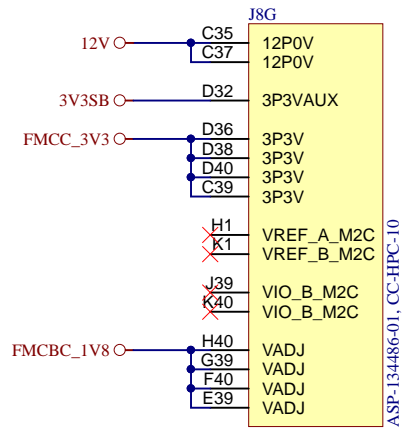 J8G
12V C35 12P0V
C37 12P0V
3V3SB D32 3P3VAUX
FMCC_3V3 D36 3P3V
D38 3P3V
D40 3P3V
C39 3P3V
H1 VREF_A_M2C
K1 VREF_B_M2C
J39 VIO_B_M2C
K40 VIO_B_M2C
FMCBC_1V8 H40 VADJ
G39 VADJ
F40 VADJ
E39 VADJ
ASP-134486-01, CC-HPC-10